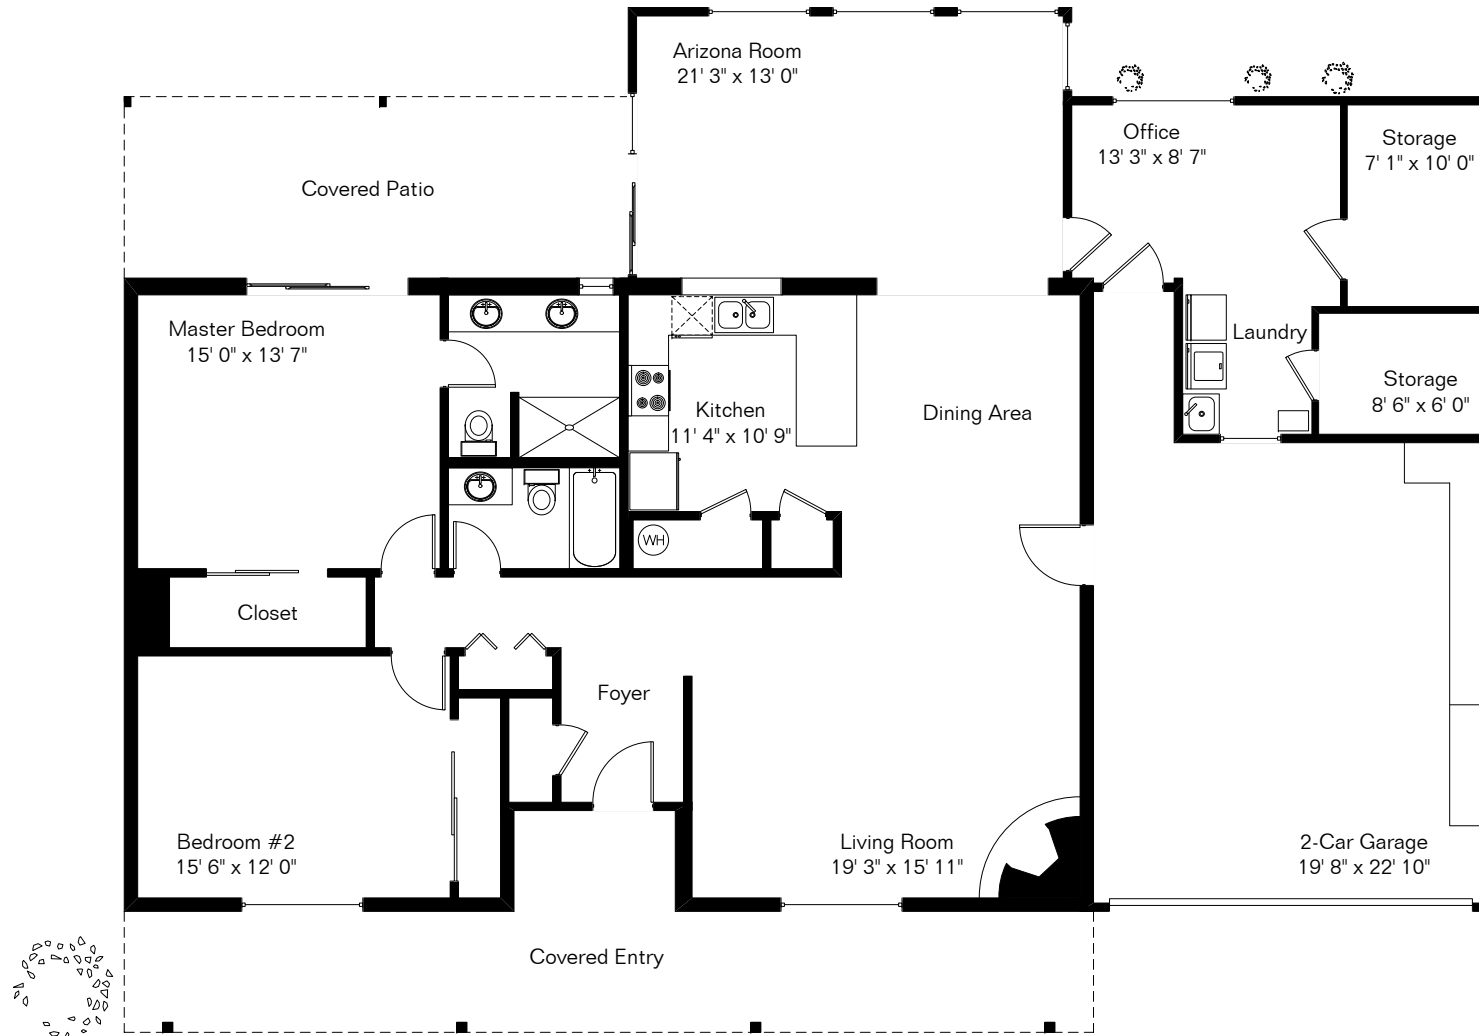 Arizona Room
21' 3" x 13' 0"
Office
13' 3" x 8' 7"
Storage
7' 1" x 10' 0"
Covered Patio
Master Bedroom
15' 0" x 13' 7"
Laundry
Kitchen
11' 4" x 10' 9"
Dining Area
Storage
8' 6" x 6' 0"
WH
Closet
Foyer
Bedroom #2
15' 6" x 12' 0"
Living Room
19' 3" x 15' 11"
2-Car Garage
19' 8" x 22' 10"
Covered Entry